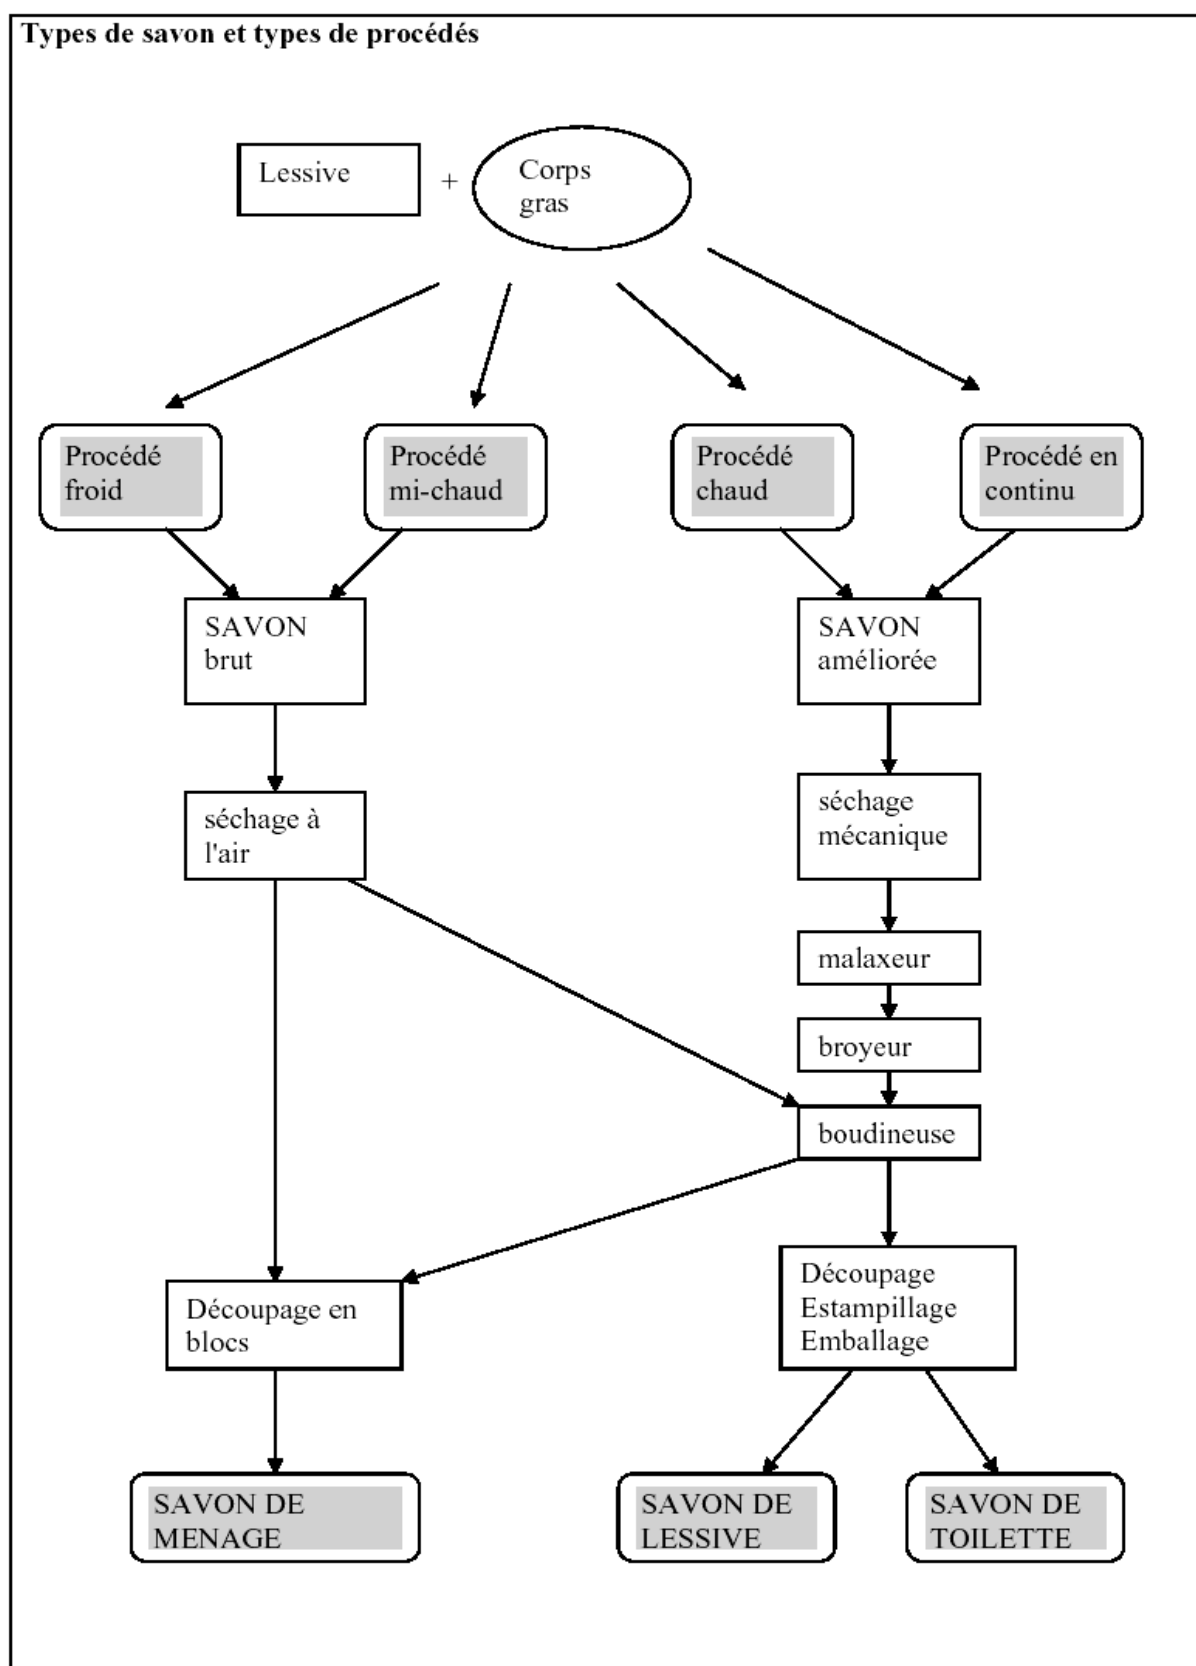 Types de savon et types de procédés
Lessive
+
Corps
gras
Procédé
froid
Procédé
mi-chaud
Procédé
chaud
Procédé en
continu
SAVON
brut
SAVON
améliorée
séchage à
l'air
séchage
mécanique
malaxeur
broyeur
boudineuse
Découpage en
blocs
Découpage
Estampillage
Emballage
SAVON DE
MENAGE
SAVON DE
LESSIVE
SAVON DE
TOILETTE